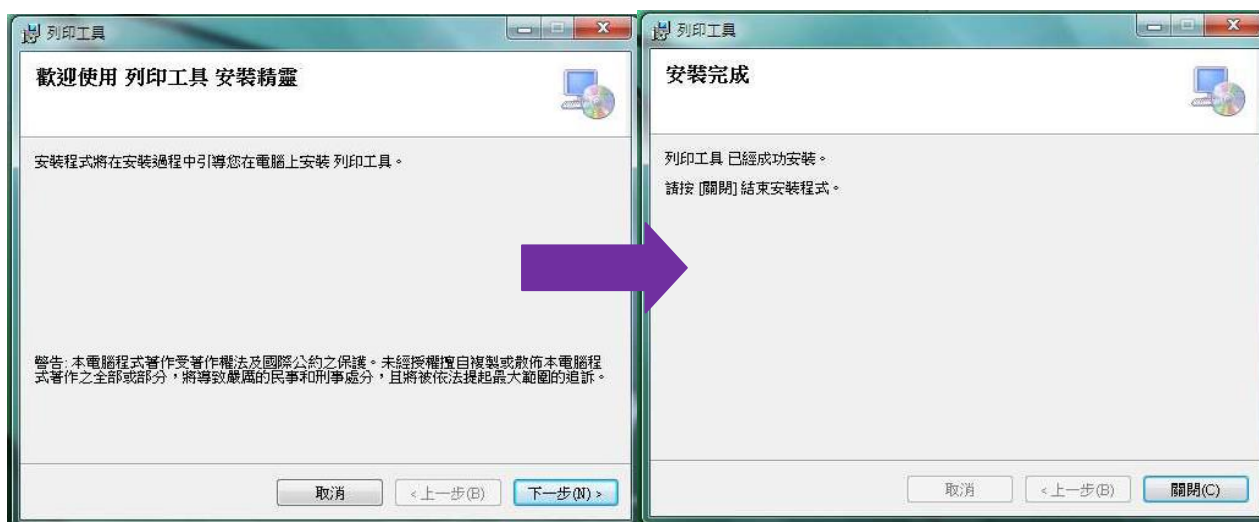 列印工具
歡迎使用 列印工具 安裝精靈
安裝程式將在安裝過程中引導您在電腦上安裝 列印工具。
警告: 本電腦程式著作受著作權法及國際公約之保護。未經授權擅自複製或散佈本電腦程
式著作之全部或部分，將導致嚴厲的民事和刑事處分，且將被依法提起最大範圍的追訴。
取消
<上一步(B)
下一步(N) >
列印工具
安裝完成
列印工具 已經成功安裝。
請按 [關閉] 結束安裝程式。
取消
<上一步(B)
關閉(C)